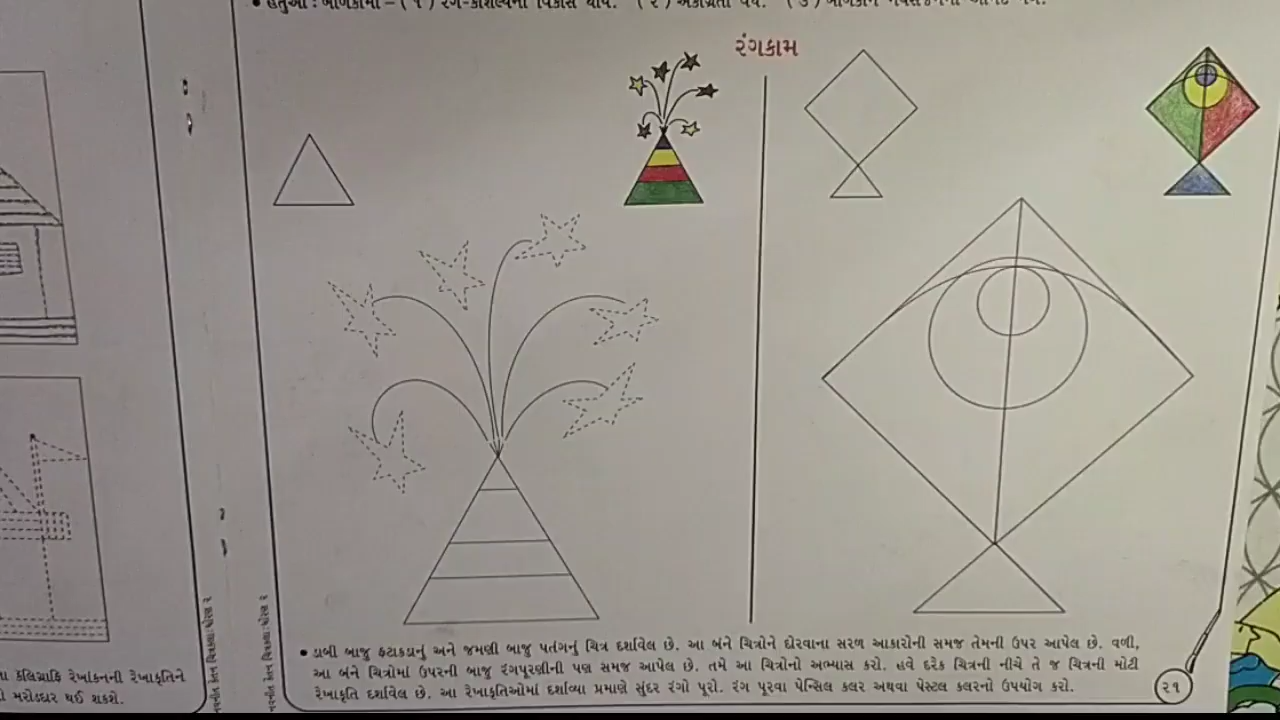 રંગકામ
• ડાબી બાજુ ફટાકડાનું અને જમણી બાજુ પતંગનું ચિત્ર દર્શાવેલ છે. આ બંને ચિત્રોને દોરવાના સરળ આકારોની સમજ તેમની ઉપર આપેલ છે. વળી,
આ બંને ચિત્રોમાં ઉપરની બાજુ રંગપૂરણીની પણ સમજ આપેલ છે. તમે આ ચિત્રોનો અભ્યાસ કરો. હવે દરેક ચિત્રની નીચે તે જ ચિત્રની મોટી
રેખાકૃતિ દર્શાવેલ છે. આ રેખાકૃતિઓમાં દર્શાવ્યા પ્રમાણે સુંદર રંગો પૂરો. રંગ પૂરવા પેન્સિલ કલર અથવા પેસ્ટલ કલરનો ઉપયોગ કરો.
૨૧
રેખાંકનની રેખાકૃતિને
મરોડદાર થઈ શકશે.